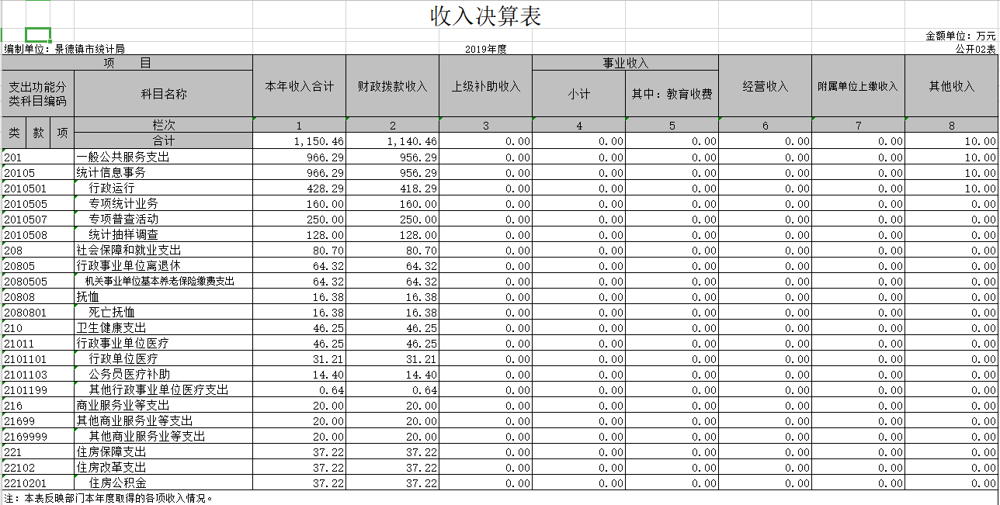 收入决算表
金额单位：万元
编制单位：景德镇市统计局 2019年度 公开02表
项 目 本年收入合计 财政拨款收入 上级补助收入 事业收入 经营收入 附属单位上缴收入 其他收入
支出功能分类科目编码 科目名称 小计 其中：教育收费
类 款 项 栏次 1 2 3 4 5 6 7 8
合计 1,150.46 1,140.46 0.00 0.00 0.00 0.00 0.00 10.00
201 一般公共服务支出 966.29 956.29 0.00 0.00 0.00 0.00 0.00 10.00
20105 统计信息事务 966.29 956.29 0.00 0.00 0.00 0.00 0.00 10.00
2010501 行政运行 428.29 418.29 0.00 0.00 0.00 0.00 0.00 10.00
2010505 专项统计业务 160.00 160.00 0.00 0.00 0.00 0.00 0.00 0.00
2010507 专项普查活动 250.00 250.00 0.00 0.00 0.00 0.00 0.00 0.00
2010508 统计抽样调查 128.00 128.00 0.00 0.00 0.00 0.00 0.00 0.00
208 社会保障和就业支出 80.70 80.70 0.00 0.00 0.00 0.00 0.00 0.00
20805 行政事业单位离退休 64.32 64.32 0.00 0.00 0.00 0.00 0.00 0.00
2080505 机关事业单位基本养老保险缴费支出 64.32 64.32 0.00 0.00 0.00 0.00 0.00 0.00
20808 抚恤 16.38 16.38 0.00 0.00 0.00 0.00 0.00 0.00
2080801 死亡抚恤 16.38 16.38 0.00 0.00 0.00 0.00 0.00 0.00
210 卫生健康支出 46.25 46.25 0.00 0.00 0.00 0.00 0.00 0.00
21011 行政事业单位医疗 46.25 46.25 0.00 0.00 0.00 0.00 0.00 0.00
2101101 行政单位医疗 31.21 31.21 0.00 0.00 0.00 0.00 0.00 0.00
2101103 公务员医疗补助 14.40 14.40 0.00 0.00 0.00 0.00 0.00 0.00
2101199 其他行政事业单位医疗支出 0.64 0.64 0.00 0.00 0.00 0.00 0.00 0.00
216 商业服务业等支出 20.00 20.00 0.00 0.00 0.00 0.00 0.00 0.00
21699 其他商业服务业等支出 20.00 20.00 0.00 0.00 0.00 0.00 0.00 0.00
2169999 其他商业服务业等支出 20.00 20.00 0.00 0.00 0.00 0.00 0.00 0.00
221 住房保障支出 37.22 37.22 0.00 0.00 0.00 0.00 0.00 0.00
22102 住房改革支出 37.22 37.22 0.00 0.00 0.00 0.00 0.00 0.00
2210201 住房公积金 37.22 37.22 0.00 0.00 0.00 0.00 0.00 0.00
注：本表反映部门本年度取得的各项收入情况。